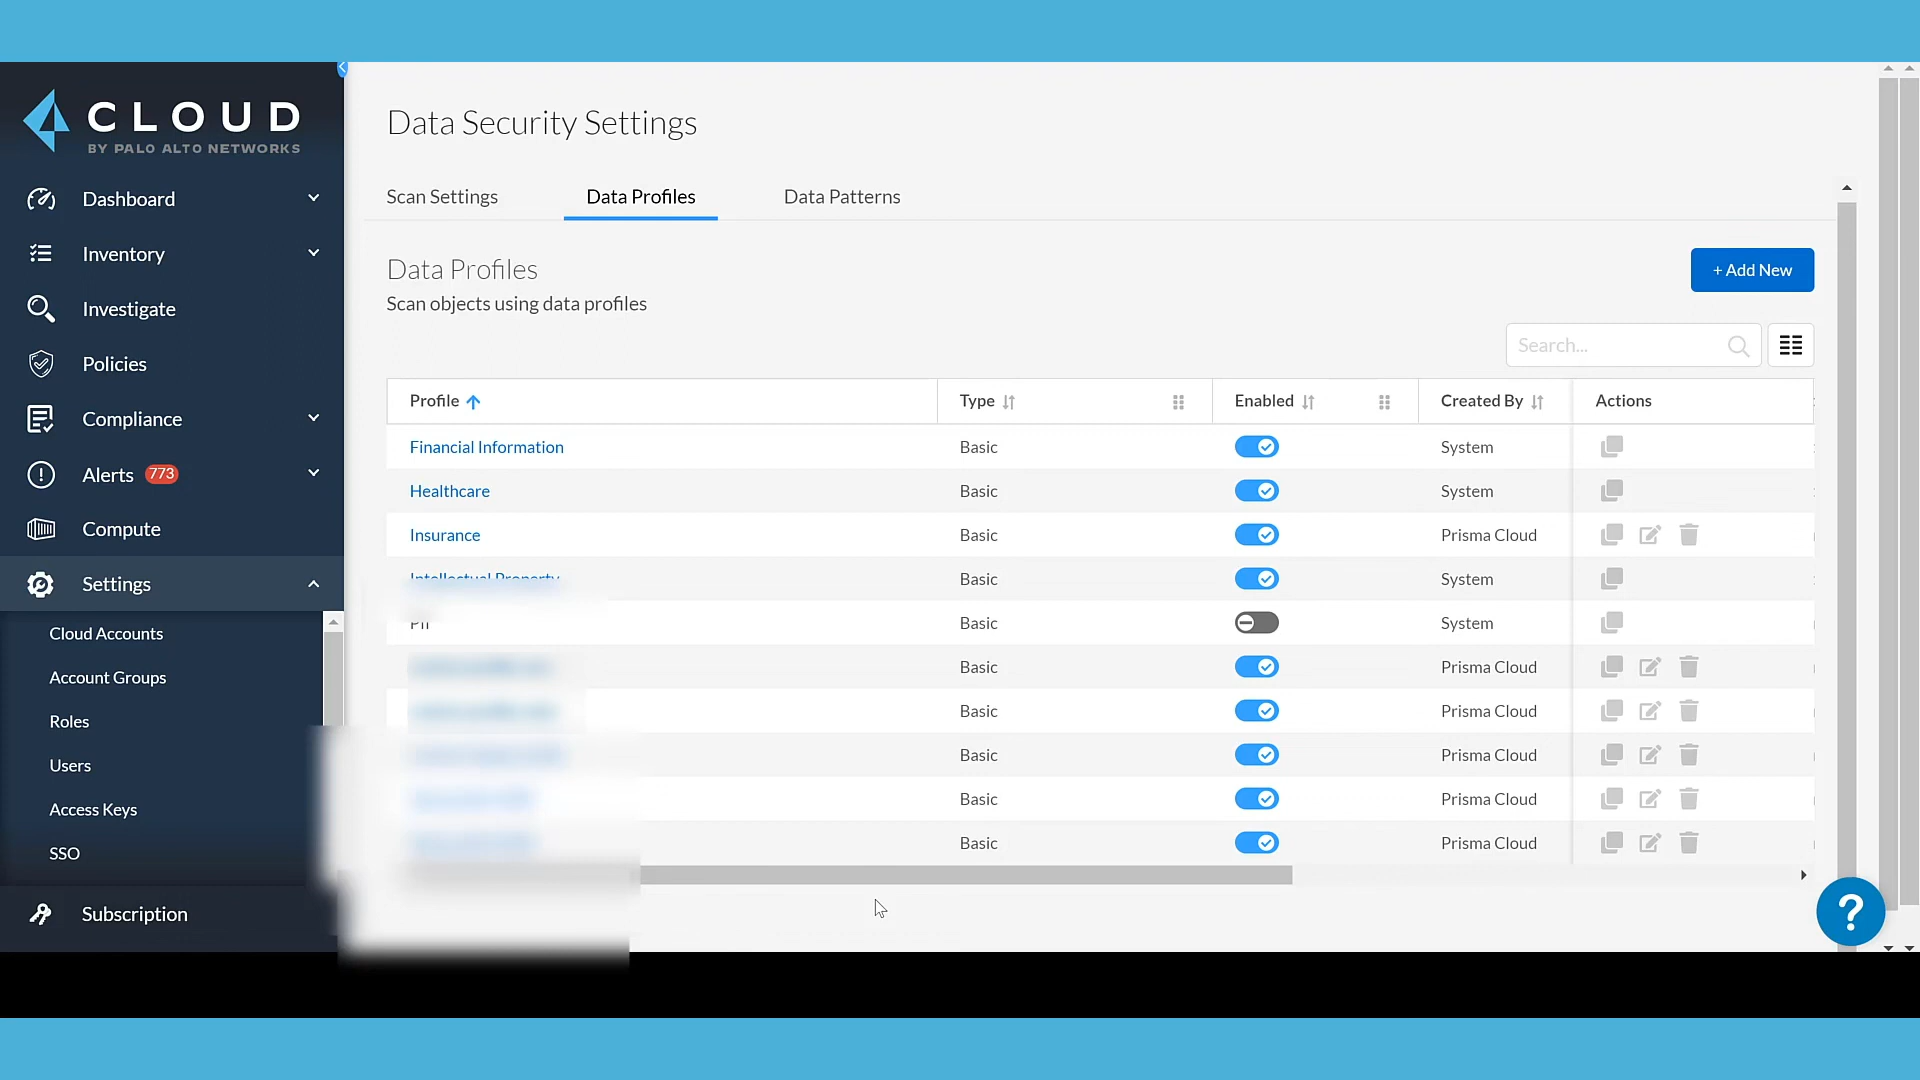 CLOUD
BY PALO ALTO NETWORKS
Dashboard
Inventory
Investigate
Policies
Compliance
Alerts 773
Compute
Settings
Cloud Accounts
Account Groups
Roles
Users
Access Keys
SSO
Subscription
Data Security Settings
Scan Settings Data Profiles Data Patterns
Data Profiles
+ Add New
Scan objects using data profiles
Search...
Profile Type Enabled Created By Actions
Financial Information Basic System
Healthcare Basic System
Insurance Basic Prisma Cloud
Intellectual Property Basic System
PII Basic System
Basic Prisma Cloud
Basic Prisma Cloud
Basic Prisma Cloud
Basic Prisma Cloud
Basic Prisma Cloud
?